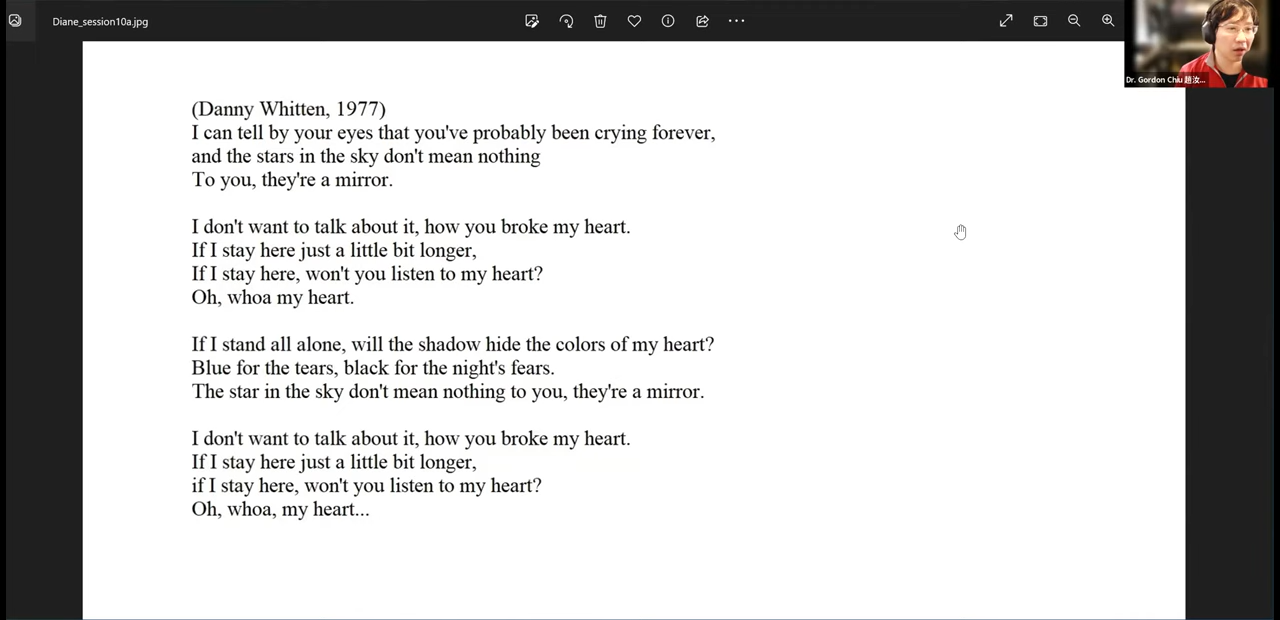 Diane_session10a.jpg
Dr. Gordon Chiu 趙汝...
(Danny Whitten, 1977)
I can tell by your eyes that you've probably been crying forever,
and the stars in the sky don't mean nothing
To you, they're a mirror.
I don't want to talk about it, how you broke my heart.
If I stay here just a little bit longer,
If I stay here, won't you listen to my heart?
Oh, whoa my heart.
If I stand all alone, will the shadow hide the colors of my heart?
Blue for the tears, black for the night's fears.
The star in the sky don't mean nothing to you, they're a mirror.
I don't want to talk about it, how you broke my heart.
If I stay here just a little bit longer,
if I stay here, won't you listen to my heart?
Oh, whoa, my heart...